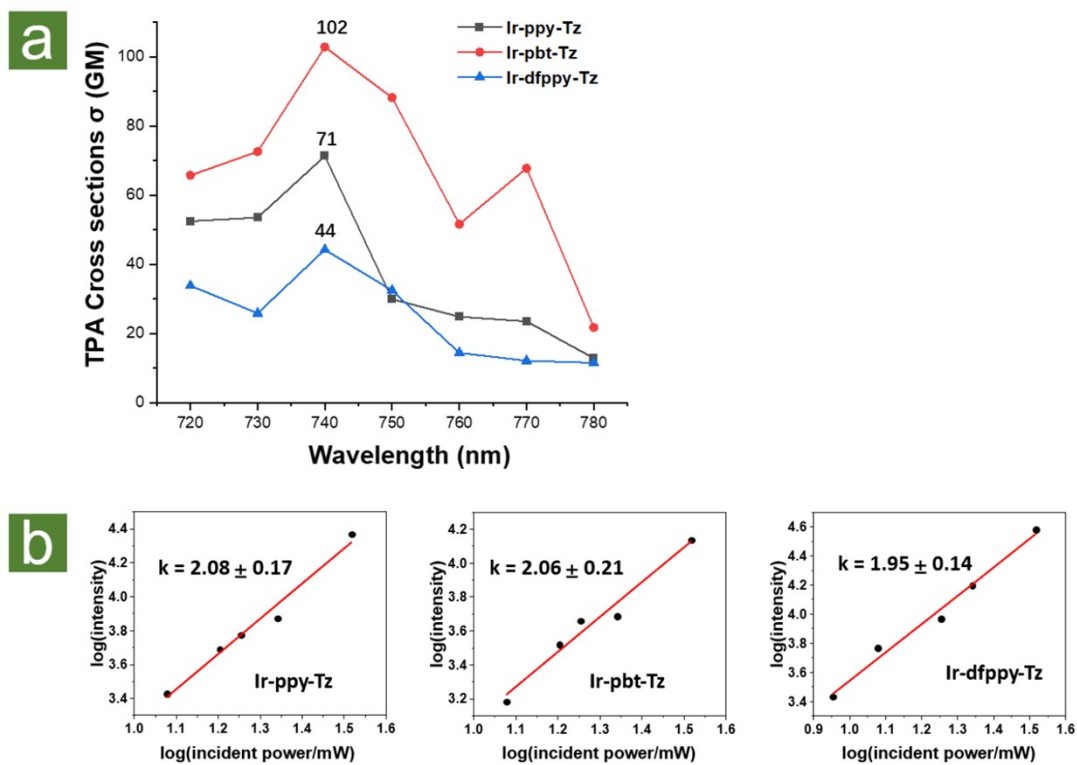 a
Ir-ppy-Tz
Ir-pbt-Tz
Ir-dfppy-Tz
102
71
44
TPA Cross sections σ (GM)
100
80
60
40
20
0
720 730 740 750 760 770 780
Wavelength (nm)
b
k = 2.08 ± 0.17
Ir-ppy-Tz
log(intensity)
4.4
4.2
4.0
3.8
3.6
3.4
1.0 1.1 1.2 1.3 1.4 1.5 1.6
log(incident power/mW)
k = 2.06 ± 0.21
Ir-pbt-Tz
log(intensity)
4.2
4.0
3.8
3.6
3.4
3.2
1.0 1.1 1.2 1.3 1.4 1.5 1.6
log(incident power/mW)
k = 1.95 ± 0.14
Ir-dfppy-Tz
log(intensity)
4.6
4.4
4.2
4.0
3.8
3.6
3.4
0.9 1.0 1.1 1.2 1.3 1.4 1.5 1.6
log(incident power/mW)